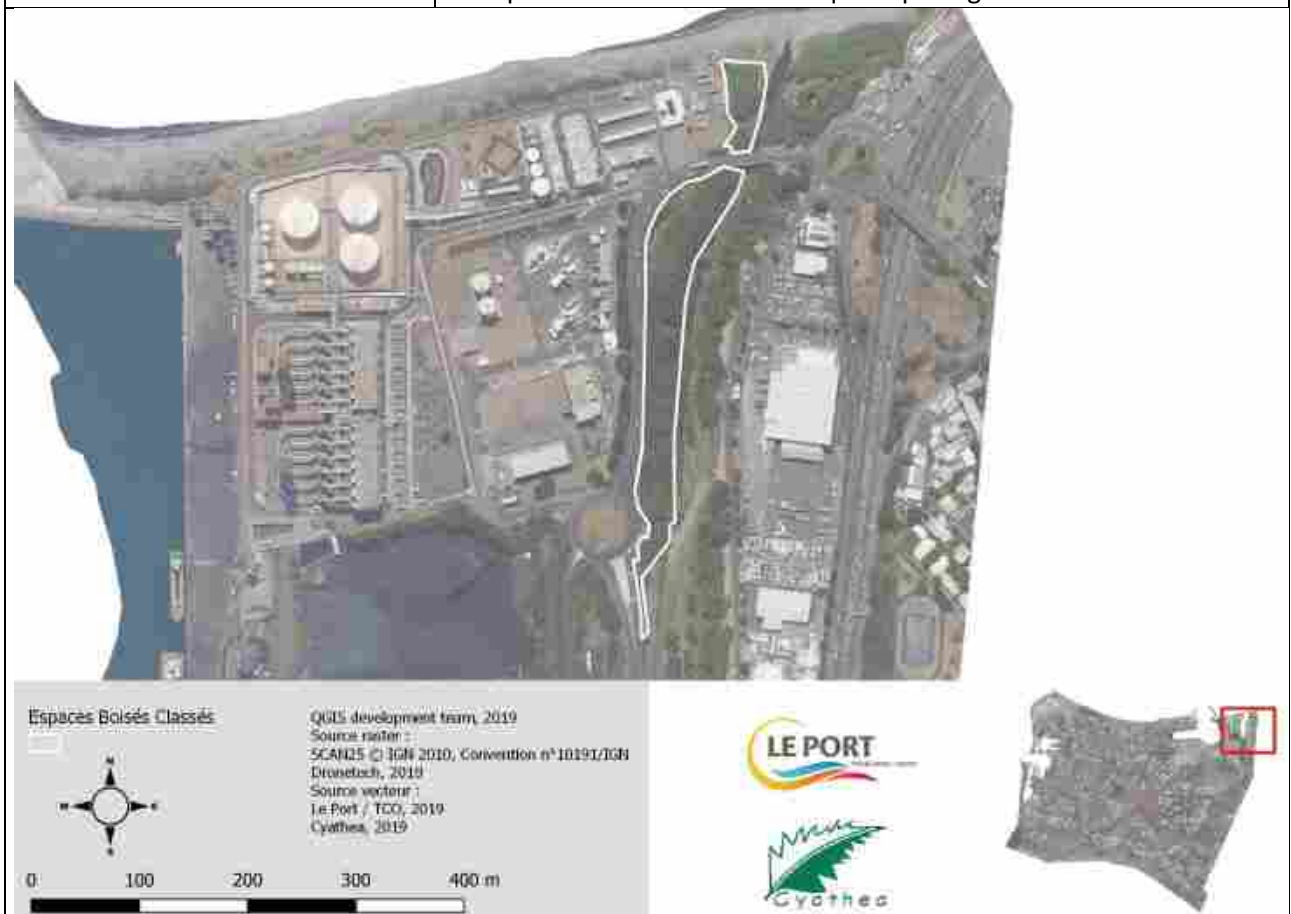 Espaces Boisés Classés
QGIS development team, 2019
Source raster :
SCAN25 © IGN 2010, Convention n°10191/IGN
Dronetech, 2019
Source vecteur :
Le Port / TCO, 2019
Cyathea, 2019
N
W
E
S
0 100 200 300 400 m
LE PORT
Cyathea